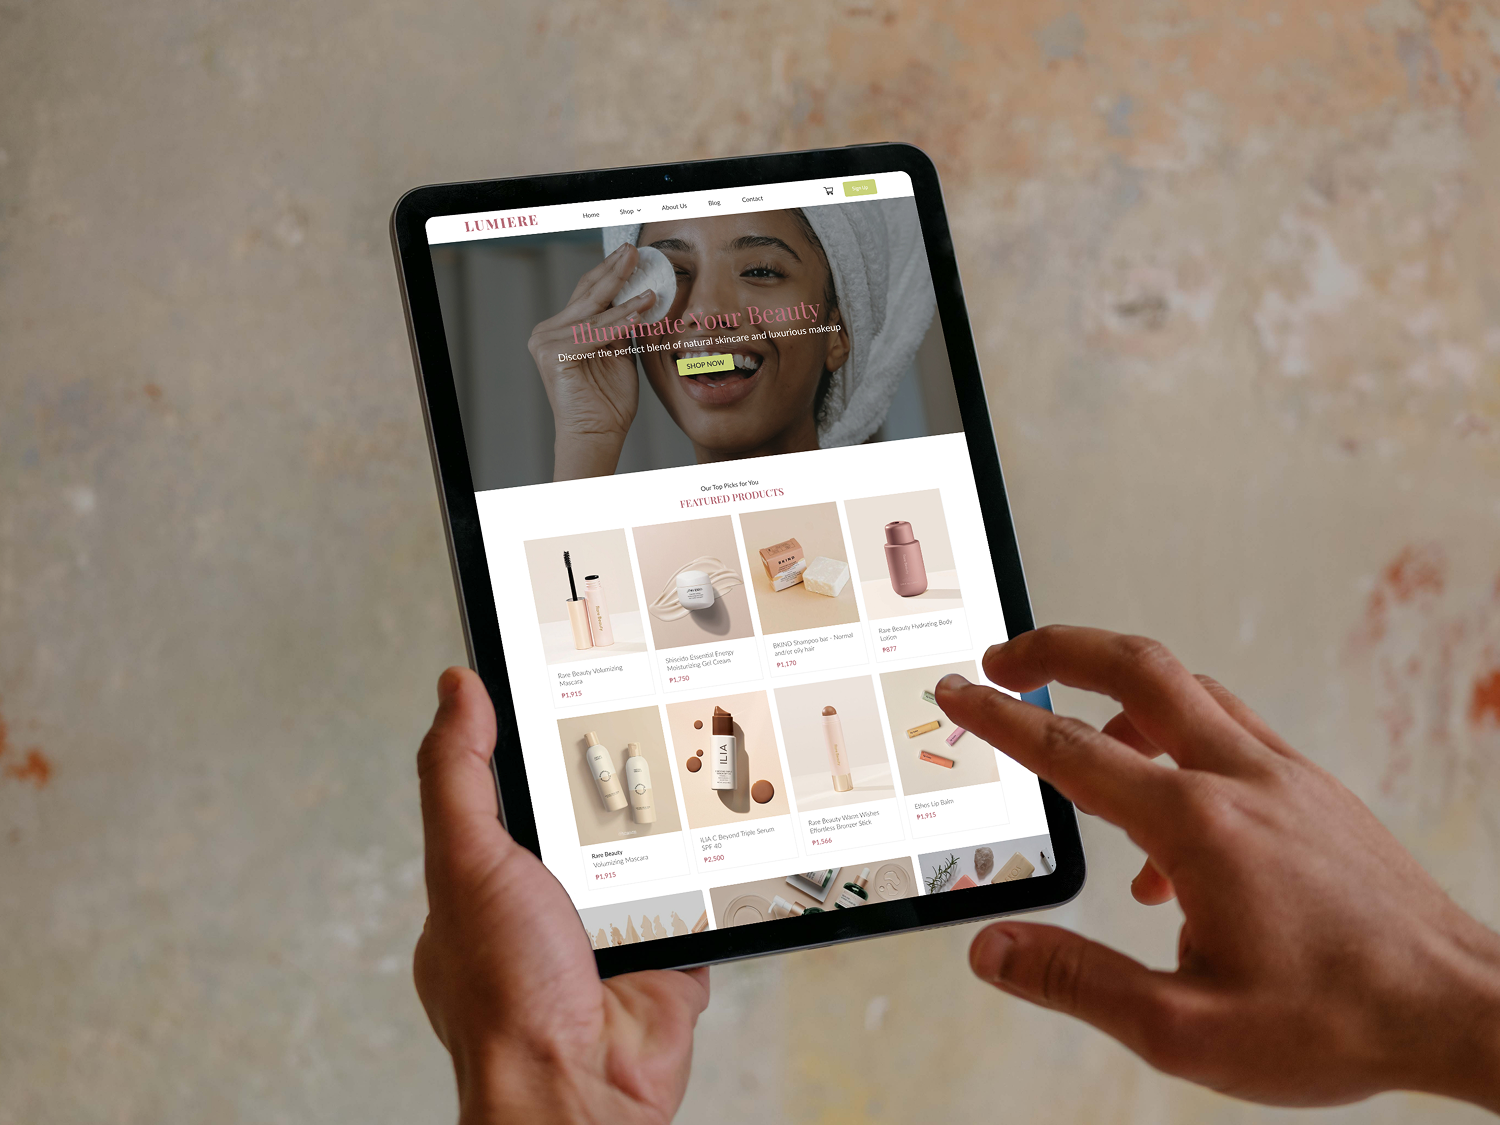 LUMIERE
Home
Shop
About Us
Blog
Contact
Sign Up
Illuminate Your Beauty
Discover the perfect blend of natural skincare and luxurious makeup
SHOP NOW
Our Top Picks for You
FEATURED PRODUCTS
Rare Beauty
SHISEIDO
BKIND
Rare Beauty Volumizing
Mascara
₱1,915
Shiseido Essential Energy
Moisturizing Gel Cream
₱1,750
BKIND Shampoo bar - Normal
and/or oily hair
₱1,170
Rare Beauty Hydrating Body
Lotion
₱877
ILIA
Rare Beauty
Volumizing Mascara
₱1,915
ILIA C Beyond Triple Serum
SPF 40
₱2,500
Rare Beauty Warm Wishes
Effortless Bronzer Stick
₱1,566
Ethos Lip Balm
₱1,915